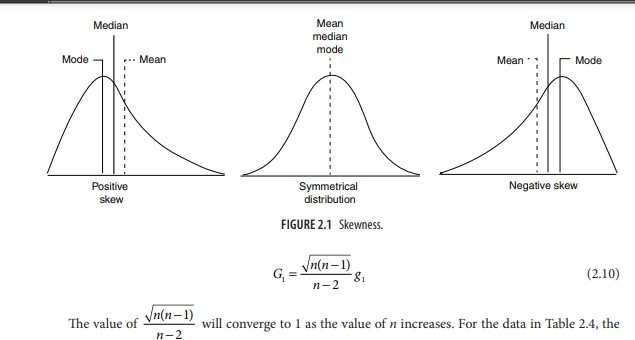 Median
Mode
Mean
Positive
skew
Mean
median
mode
Symmetrical
distribution
Median
Mean
Mode
Negative skew
FIGURE 2.1 Skewness.
G₁ = √n(n−1) / n−2 g₁ (2.10)
The value of √n(n−1) / n−2 will converge to 1 as the value of n increases. For the data in Table 2.4, the